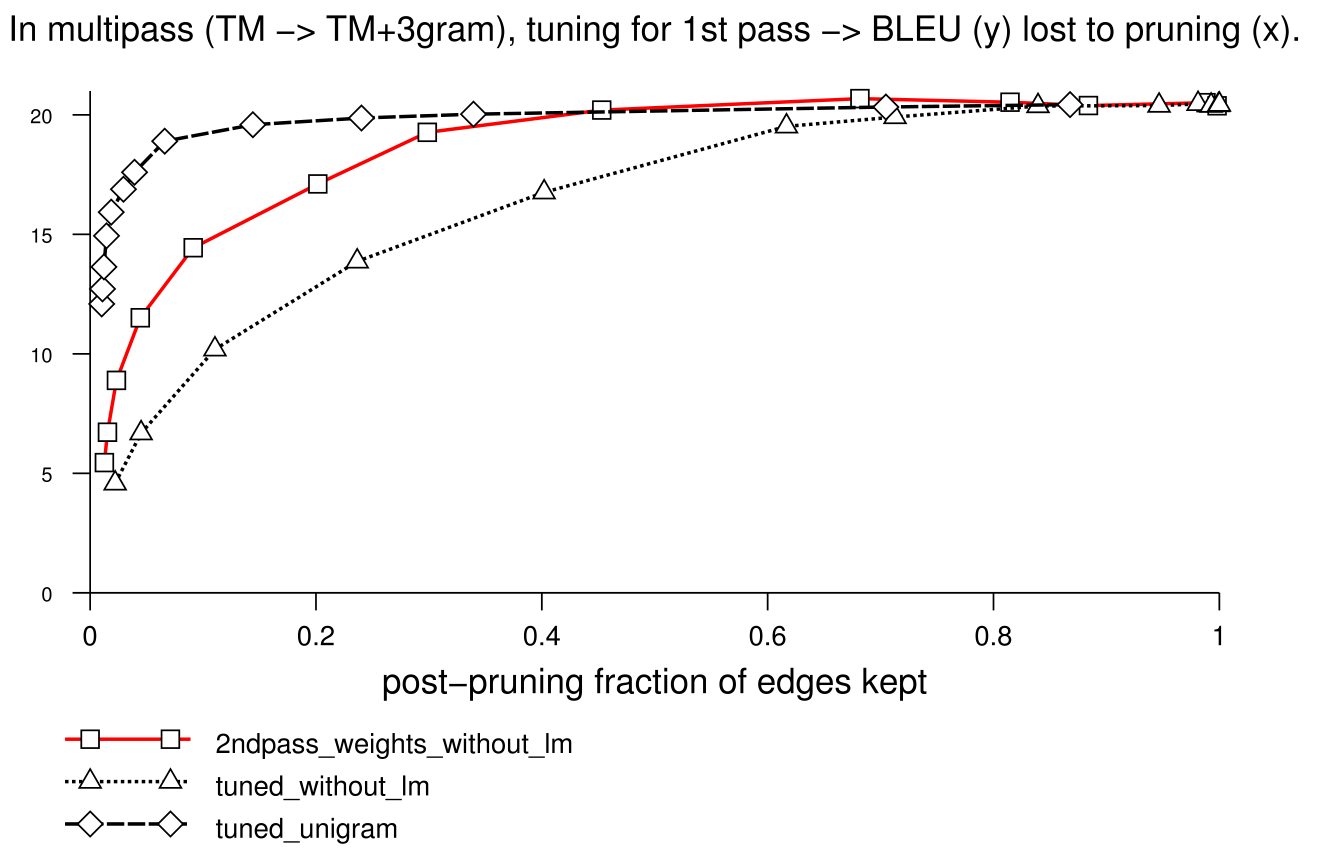 In multipass (TM −> TM+3gram), tuning for 1st pass −> BLEU (y) lost to pruning (x).
20
15
10
5
0
0 0.2 0.4 0.6 0.8 1
post−pruning fraction of edges kept
2ndpass_weights_without_lm
tuned_without_lm
tuned_unigram